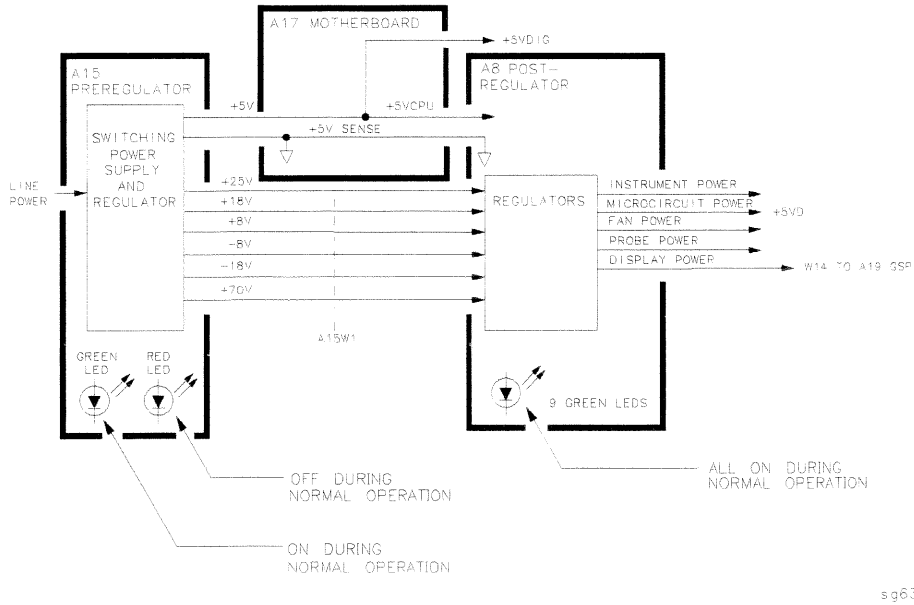 A17 MOTHERBOARD
+5VDIG
A15
PREREGULATOR
A8 POST-
REGULATOR
+5V
+5VCPU
+5V SENSE
SWITCHING
POWER
SUPPLY
AND
REGULATOR
LINE
POWER
+25V
+18V
+8V
-8V
-18V
+70V
A15W1
REGULATORS
INSTRUMENT POWER
MICROCIRCUIT POWER
+5VD
FAN POWER
PROBE POWER
DISPLAY POWER
W14 TO A19 GSP
GREEN
LED
RED
LED
9 GREEN LEDS
OFF DURING
NORMAL OPERATION
ALL ON DURING
NORMAL OPERATION
ON DURING
NORMAL OPERATION
sg63